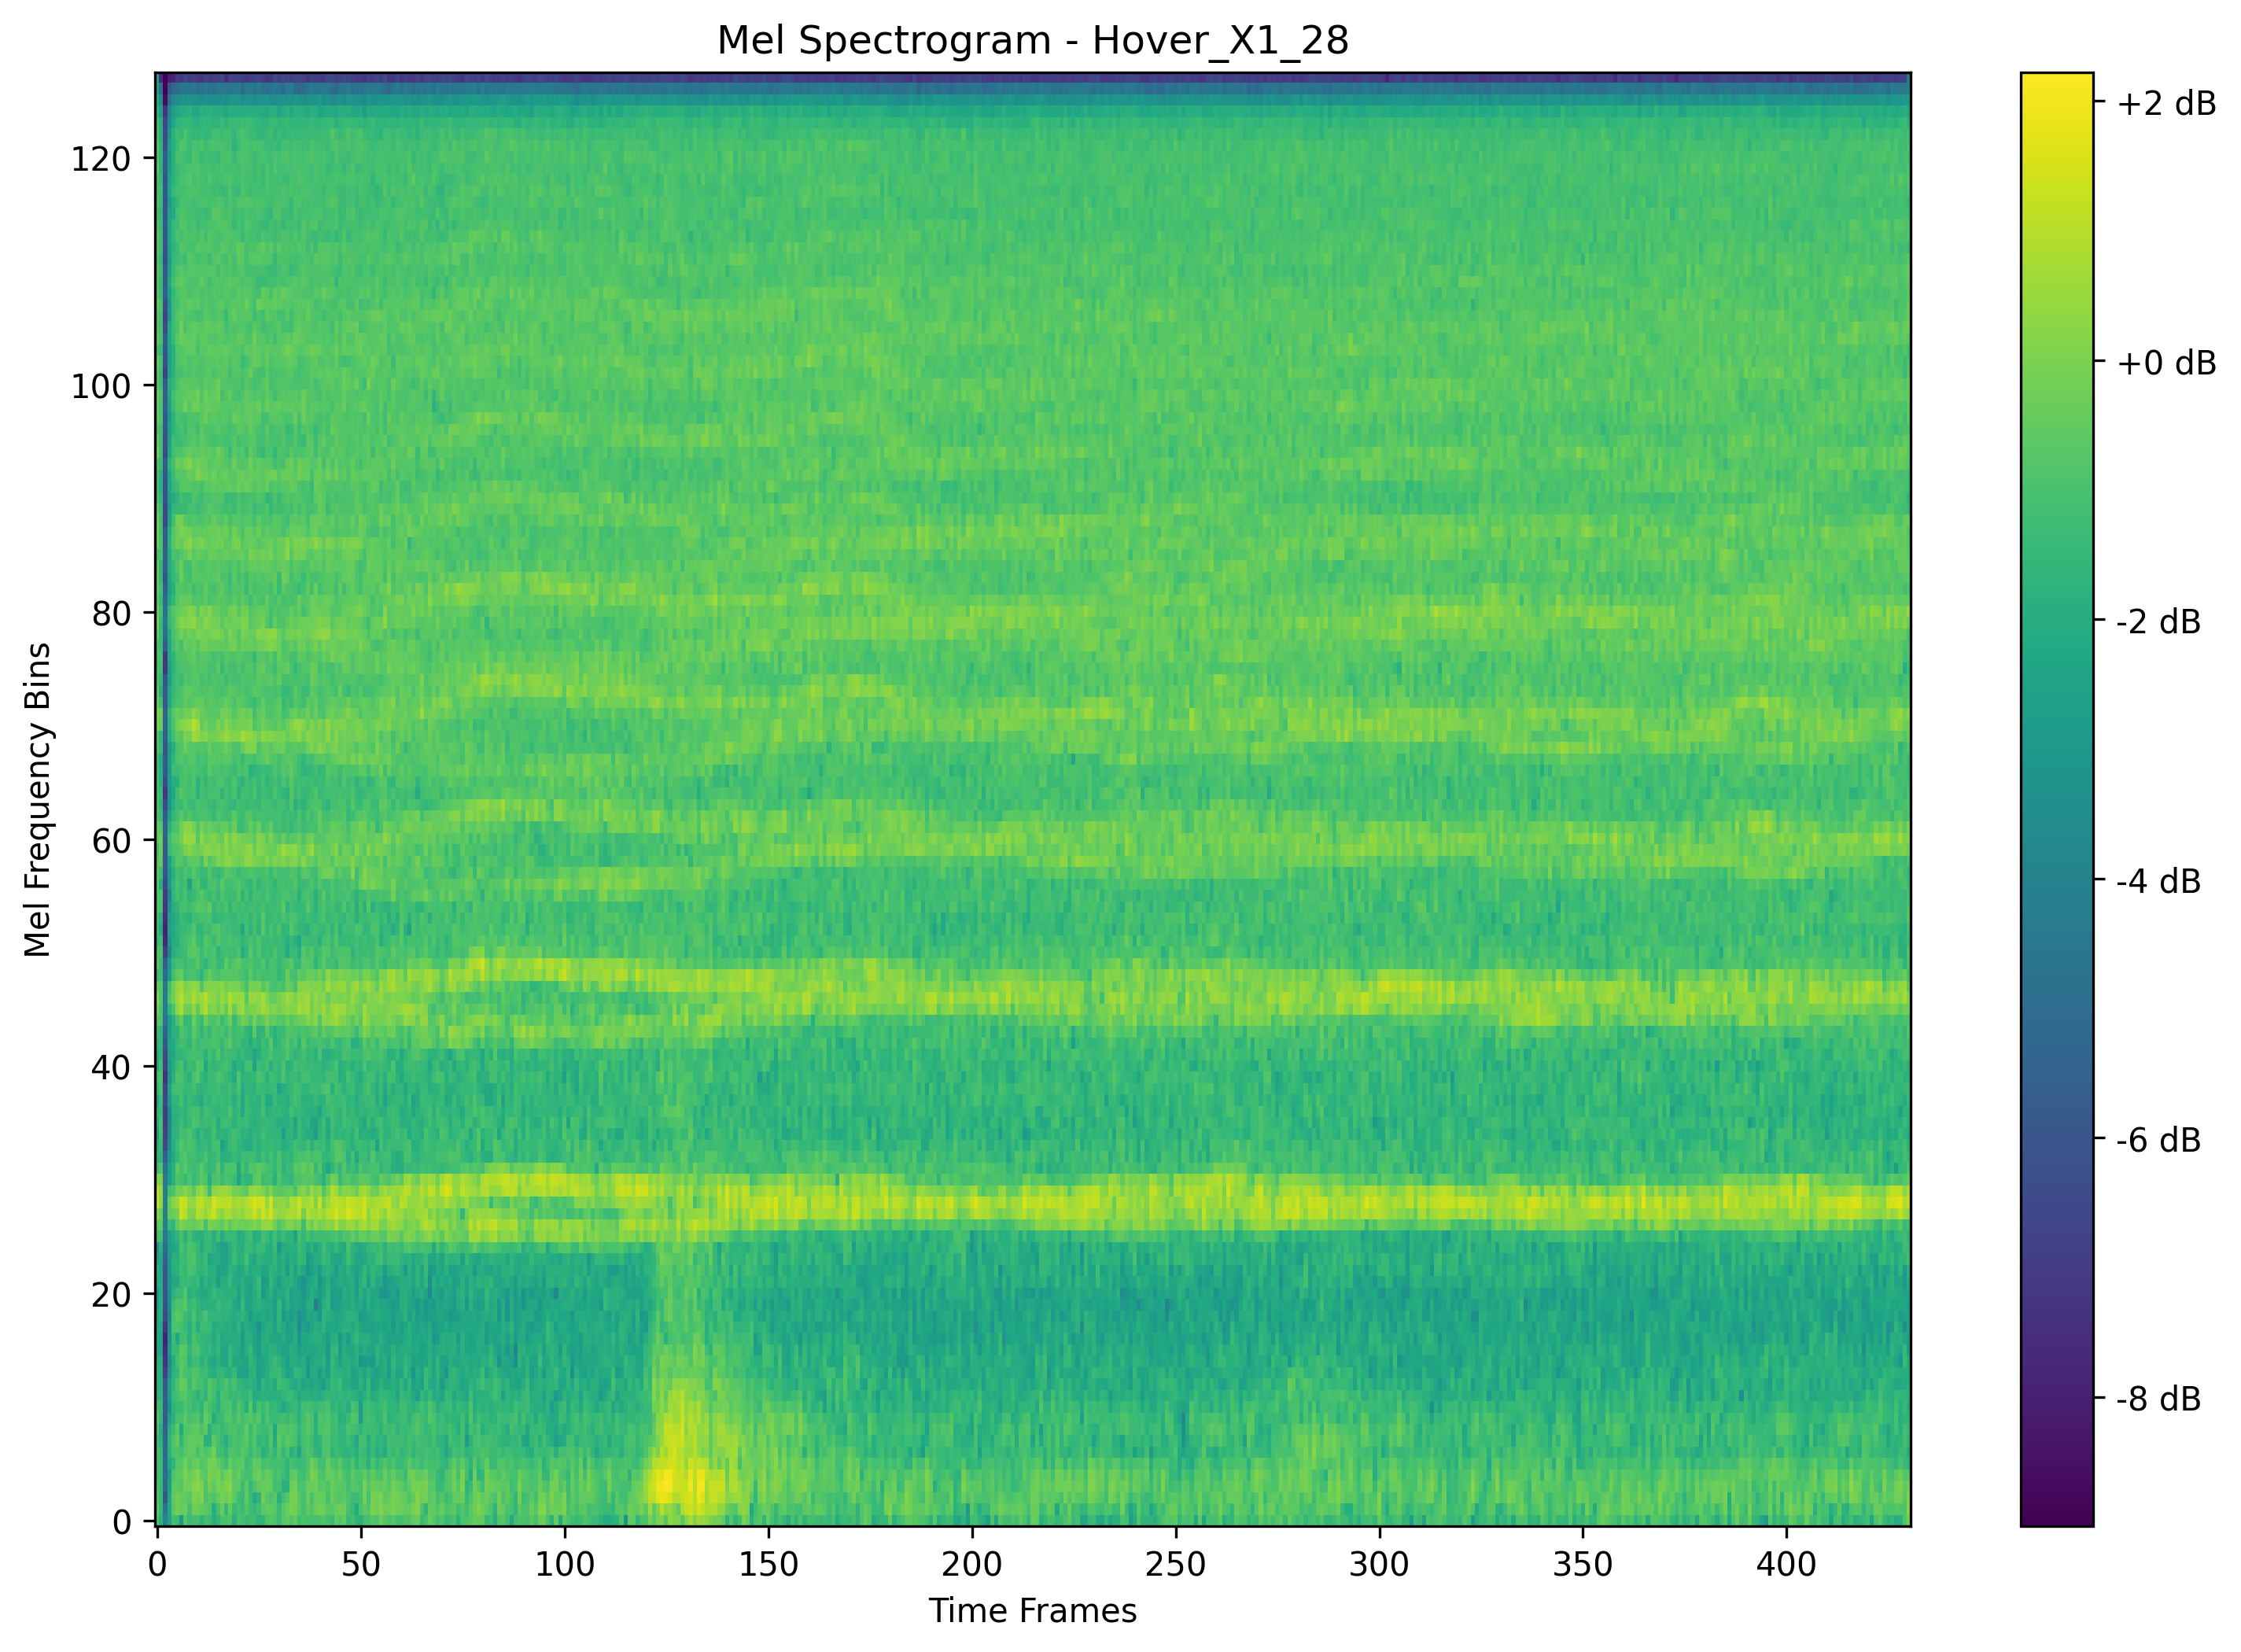 Mel Spectrogram - Hover_X1_28
Mel Frequency Bins
120
100
80
60
40
20
0
0 50 100 150 200 250 300 350 400
Time Frames
+2 dB
+0 dB
-2 dB
-4 dB
-6 dB
-8 dB